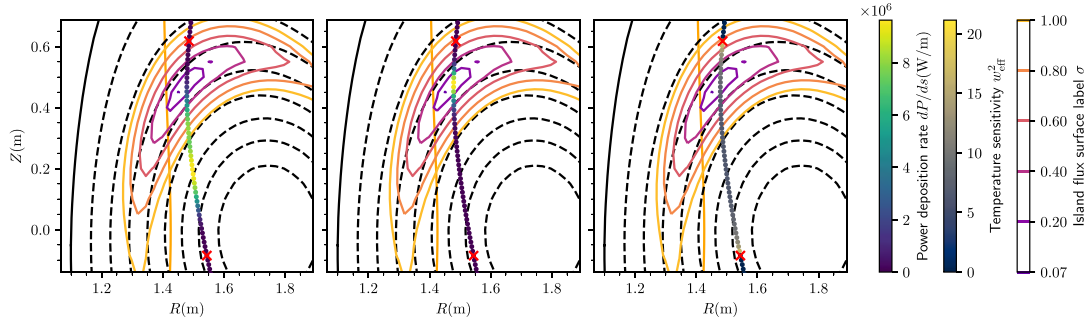 ×10⁶
0.6
0.4
0.2
0.0
Z(m)
1.2 1.4 1.6 1.8
R(m)
1.2 1.4 1.6 1.8
R(m)
1.2 1.4 1.6 1.8
R(m)
8
6
4
2
0
Power deposition rate dP/ds(W/m)
20
15
10
5
0
Temperature sensitivity w²eff
1.00
0.80
0.60
0.40
0.20
0.07
Island flux surface label σ